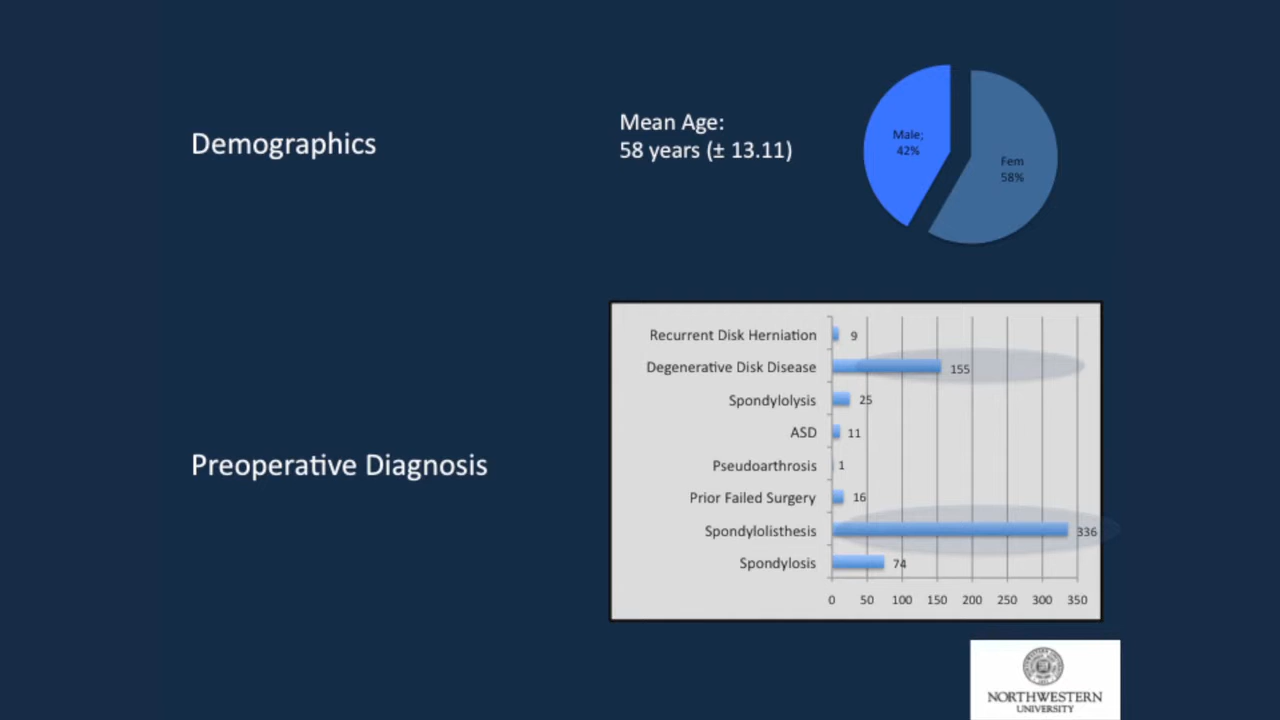 Demographics
Mean Age:
58 years (± 13.11)
Male;
42%
Fem
58%
Preoperative Diagnosis
Recurrent Disk Herniation 9
Degenerative Disk Disease 155
Spondylolysis 25
ASD 11
Pseudoarthrosis 1
Prior Failed Surgery 16
Spondylolisthesis 336
Spondylosis 74
0 50 100 150 200 250 300 350
NORTHWESTERN
UNIVERSITY